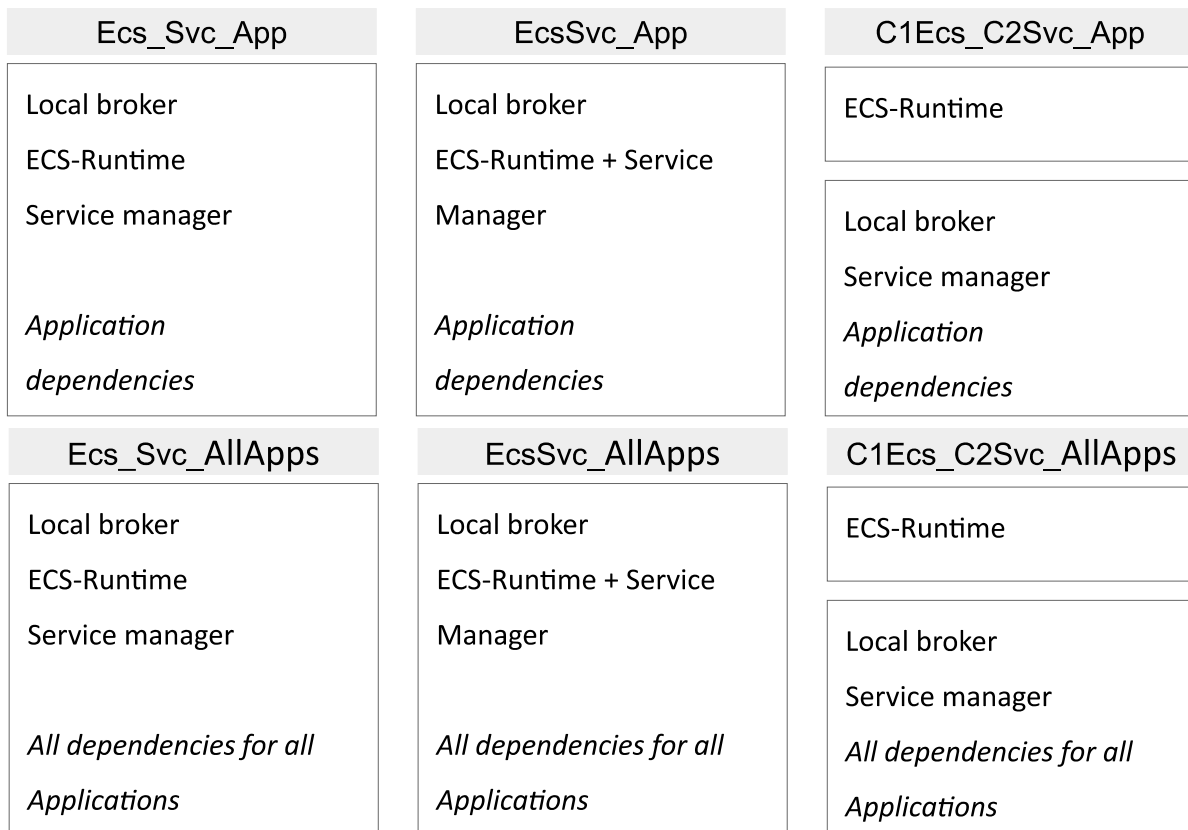 Ecs_Svc_App
Local broker
ECS-Runtime
Service manager
Application
dependencies
EcsSvc_App
Local broker
ECS-Runtime + Service
Manager
Application
dependencies
C1Ecs_C2Svc_App
ECS-Runtime
Local broker
Service manager
Application
dependencies
Ecs_Svc_AllApps
Local broker
ECS-Runtime
Service manager
All dependencies for all
Applications
EcsSvc_AllApps
Local broker
ECS-Runtime + Service
Manager
All dependencies for all
Applications
C1Ecs_C2Svc_AllApps
ECS-Runtime
Local broker
Service manager
All dependencies for all
Applications